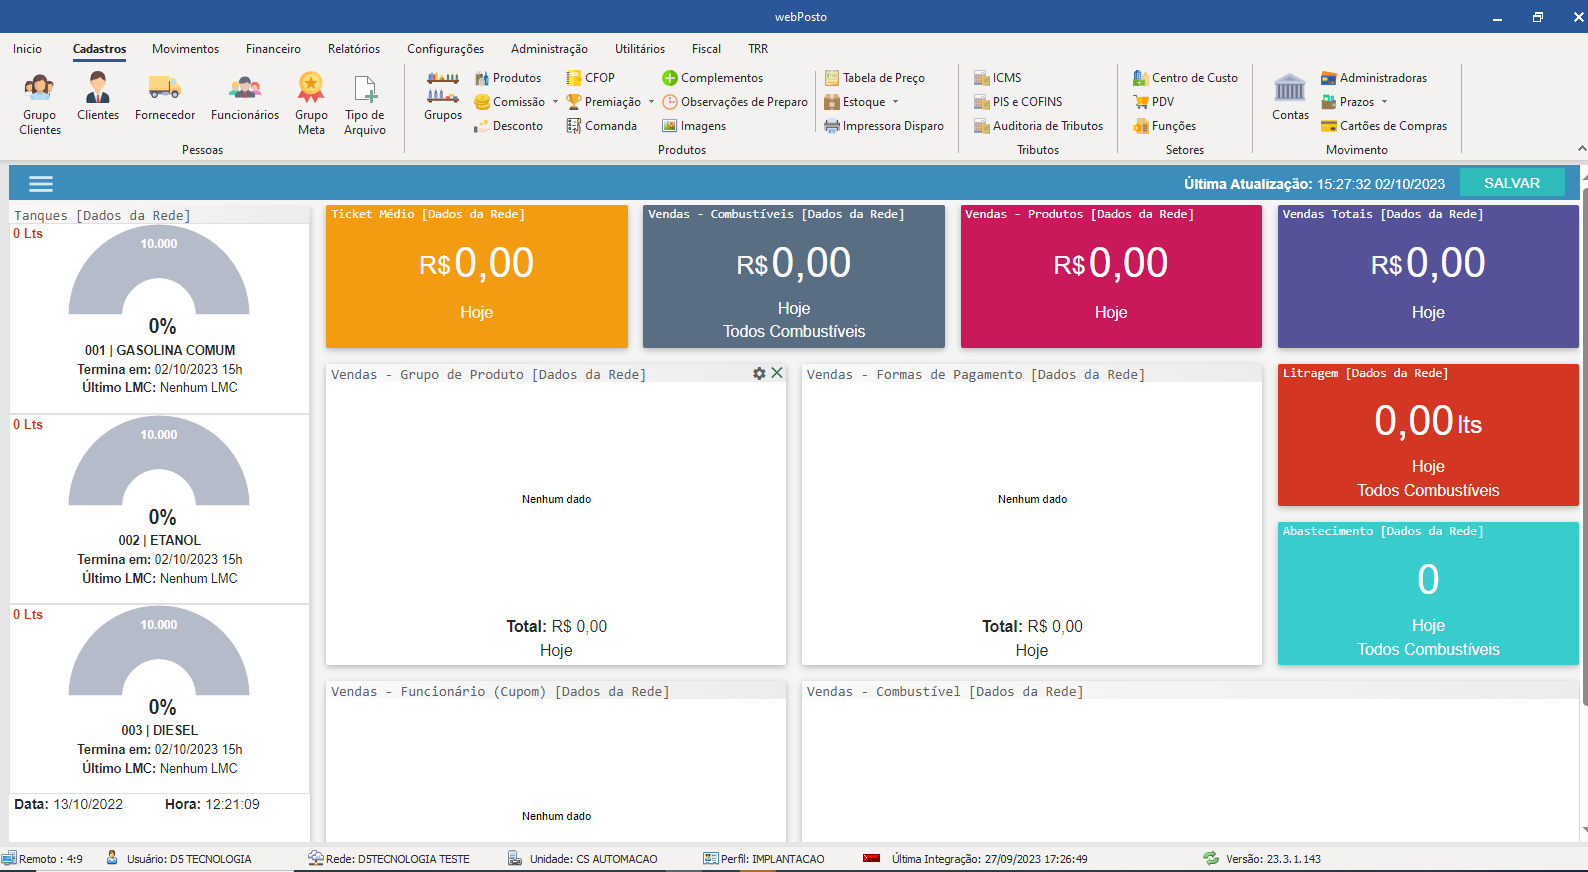 webPosto
Inicio Cadastros Movimentos Financeiro Relatórios Configurações Administração Utilitários Fiscal TRR
Grupo Clientes
Clientes
Fornecedor
Funcionários
Grupo Meta
Tipo de Arquivo
Pessoas
Grupos
Produtos
Comissão
Desconto
CFOP
Premiação
Comanda
Complementos
Observações de Preparo
Imagens
Tabela de Preço
Estoque
Impressora Disparo
Produtos
ICMS
PIS e COFINS
Auditoria de Tributos
Tributos
Centro de Custo
PDV
Funções
Setores
Contas
Administradoras
Prazos
Cartões de Compras
Movimento
Última Atualização: 15:27:32 02/10/2023
SALVAR
Tanques [Dados da Rede]
0 Lts
10.000
0%
001 | GASOLINA COMUM
Termina em: 02/10/2023 15h
Último LMC: Nenhum LMC
0 Lts
10.000
0%
002 | ETANOL
Termina em: 02/10/2023 15h
Último LMC: Nenhum LMC
0 Lts
10.000
0%
003 | DIESEL
Termina em: 02/10/2023 15h
Último LMC: Nenhum LMC
Data: 13/10/2022 Hora: 12:21:09
Ticket Médio [Dados da Rede]
R$ 0,00
Hoje
Vendas - Combustíveis [Dados da Rede]
R$ 0,00
Hoje
Todos Combustíveis
Vendas - Produtos [Dados da Rede]
R$ 0,00
Hoje
Vendas Totais [Dados da Rede]
R$ 0,00
Hoje
Vendas - Grupo de Produto [Dados da Rede]
Nenhum dado
Total: R$ 0,00
Hoje
Vendas - Formas de Pagamento [Dados da Rede]
Nenhum dado
Total: R$ 0,00
Hoje
Litragem [Dados da Rede]
0,00 lts
Hoje
Todos Combustíveis
Abastecimento [Dados da Rede]
0
Hoje
Todos Combustíveis
Vendas - Funcionário (Cupom) [Dados da Rede]
Nenhum dado
Vendas - Combustível [Dados da Rede]
Remoto : 4:9 Usuário: D5 TECNOLOGIA Rede: D5TECNOLOGIA TESTE Unidade: CS AUTOMACAO Perfil: IMPLANTACAO Última Integração: 27/09/2023 17:26:49 Versão: 23.3.1.143